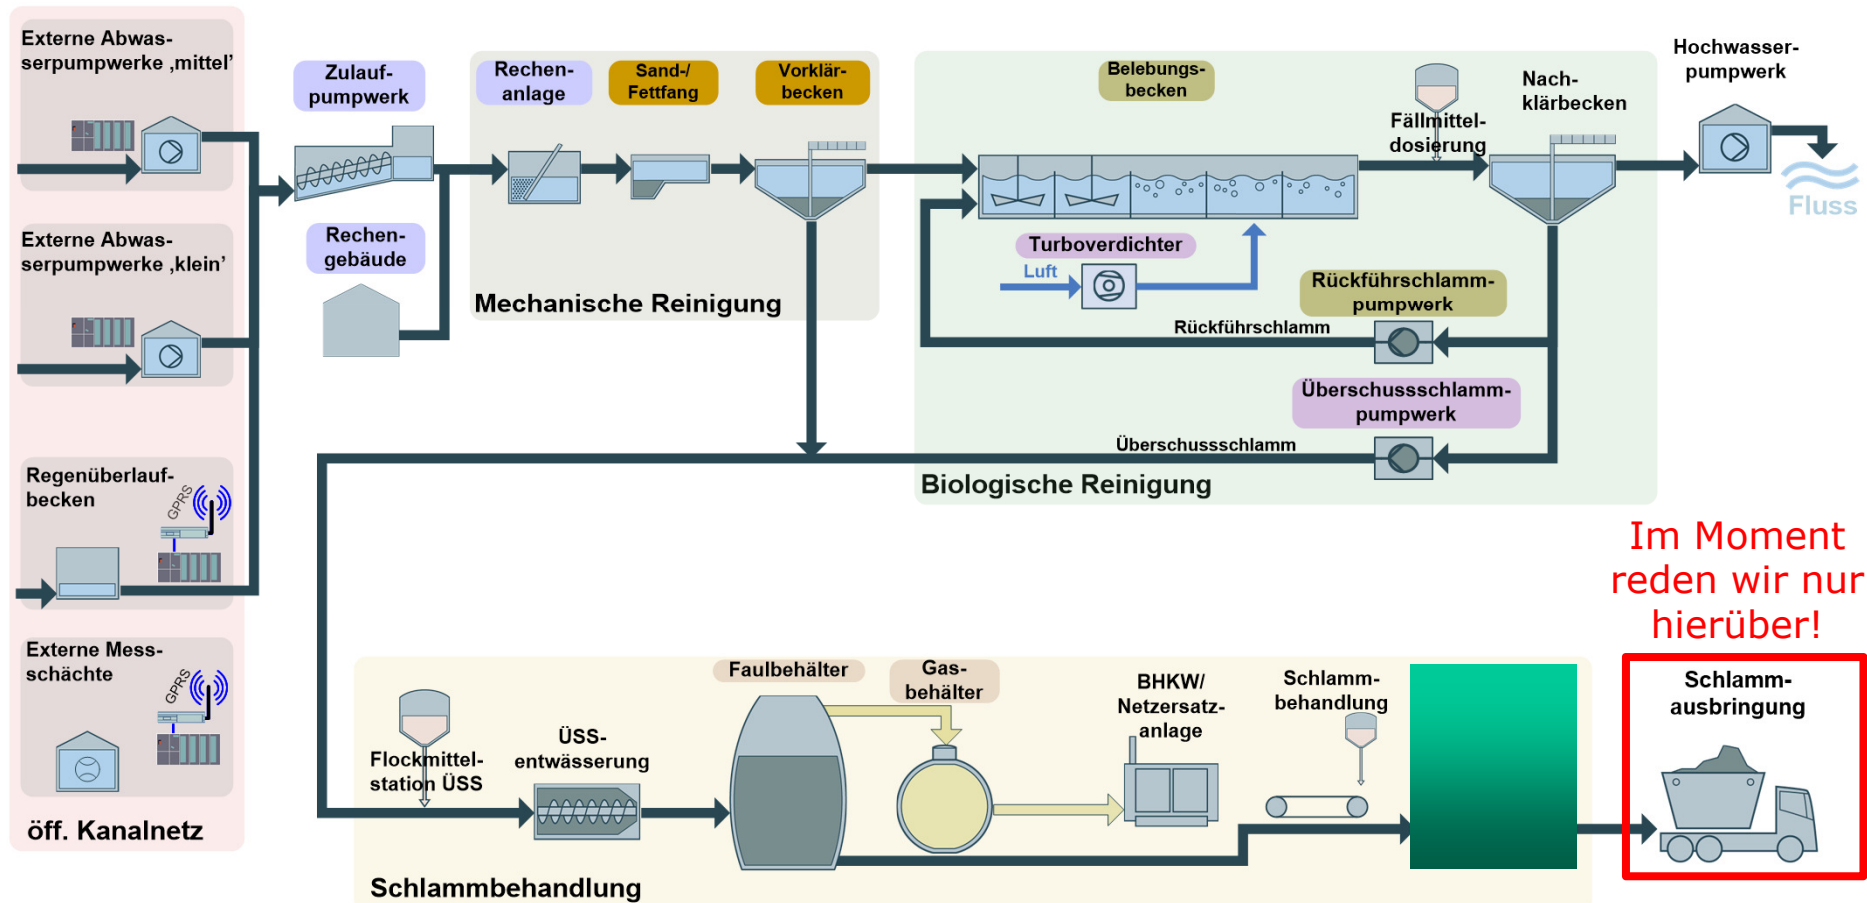 Externe Abwas-
serpumpwerke ‚mittel’
Externe Abwas-
serpumpwerke ‚klein’
Regenüberlauf-
becken
GPRS
Externe Mess-
schächte
GPRS
öff. Kanalnetz
Zulauf-
pumpwerk
Rechen-
gebäude
Rechen-
anlage
Sand-/
Fettfang
Vorklär-
becken
Mechanische Reinigung
Belebungs-
becken
Fällmittel-
dosierung
Nach-
klärbecken
Turboverdichter
Luft
Rückführschlamm-
pumpwerk
Rückführschlamm
Überschussschlamm-
pumpwerk
Überschussschlamm
Biologische Reinigung
Hochwasser-
pumpwerk
Fluss
Im Moment
reden wir nur
hierüber!
Flockmittel-
station ÜSS
ÜSS-
entwässerung
Faulbehälter
Gas-
behälter
BHKW/
Netzersatz-
anlage
Schlamm-
behandlung
Schlamm-
ausbringung
Schlammbehandlung